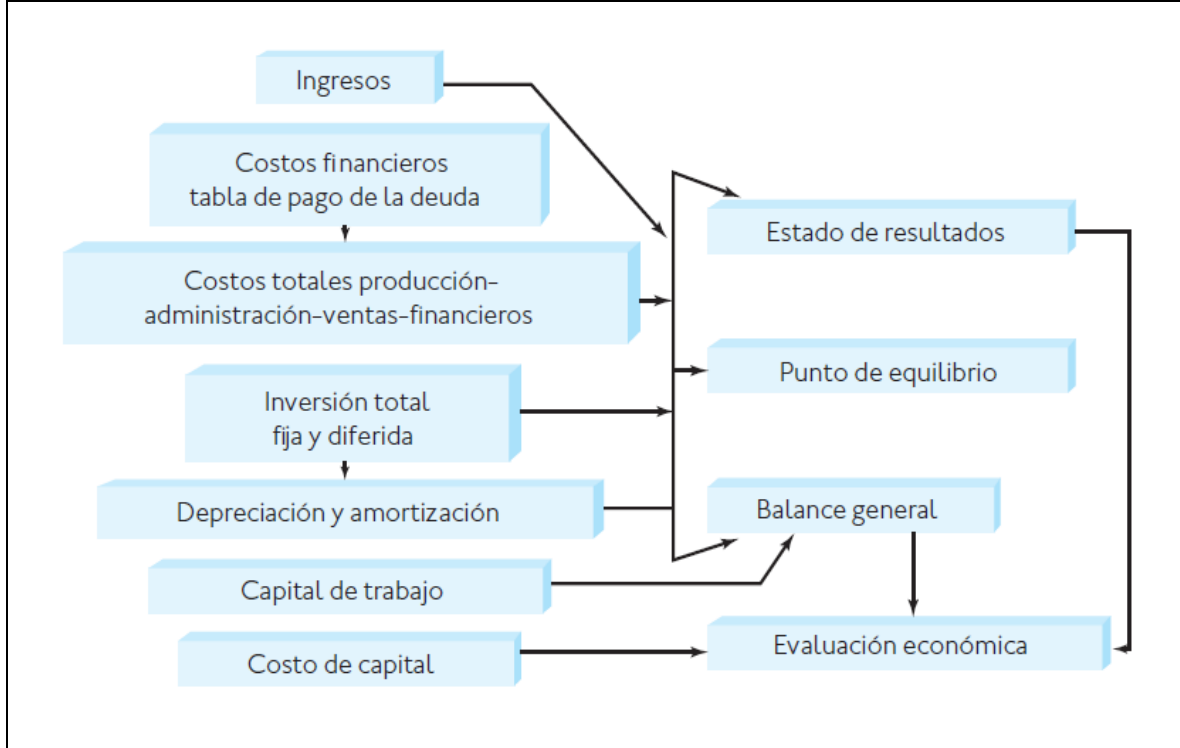 Ingresos
Costos financieros
tabla de pago de la deuda
Costos totales producción-
administración-ventas-financieros
Inversión total
fija y diferida
Depreciación y amortización
Capital de trabajo
Costo de capital
Estado de resultados
Punto de equilibrio
Balance general
Evaluación económica